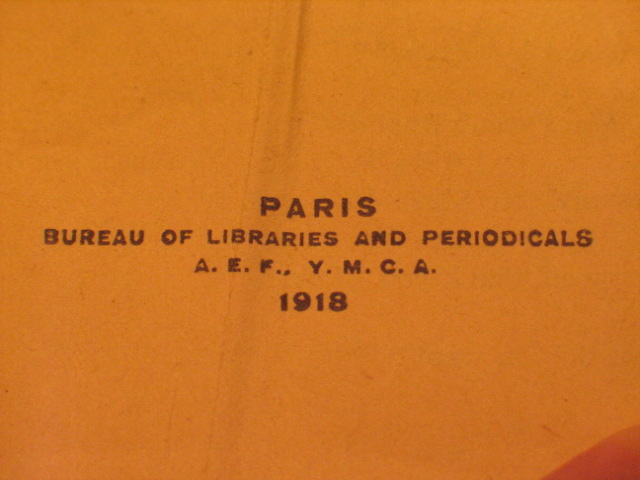 PARIS
BUREAU OF LIBRARIES AND PERIODICALS
A. E. F., Y. M. C. A.
1918